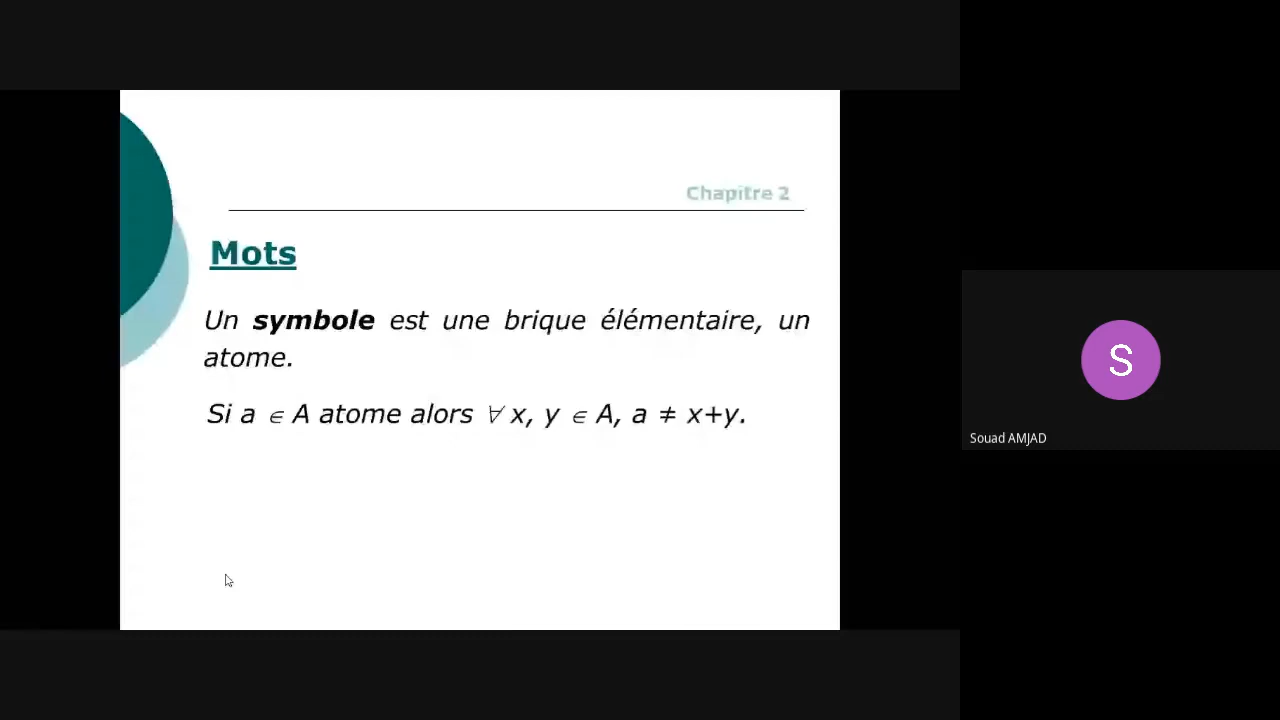 Chapitre 2
Mots
Un symbole est une brique élémentaire, un
atome.
Si a ∈ A atome alors ∀ x, y ∈ A, a ≠ x+y.
S
Souad AMJAD